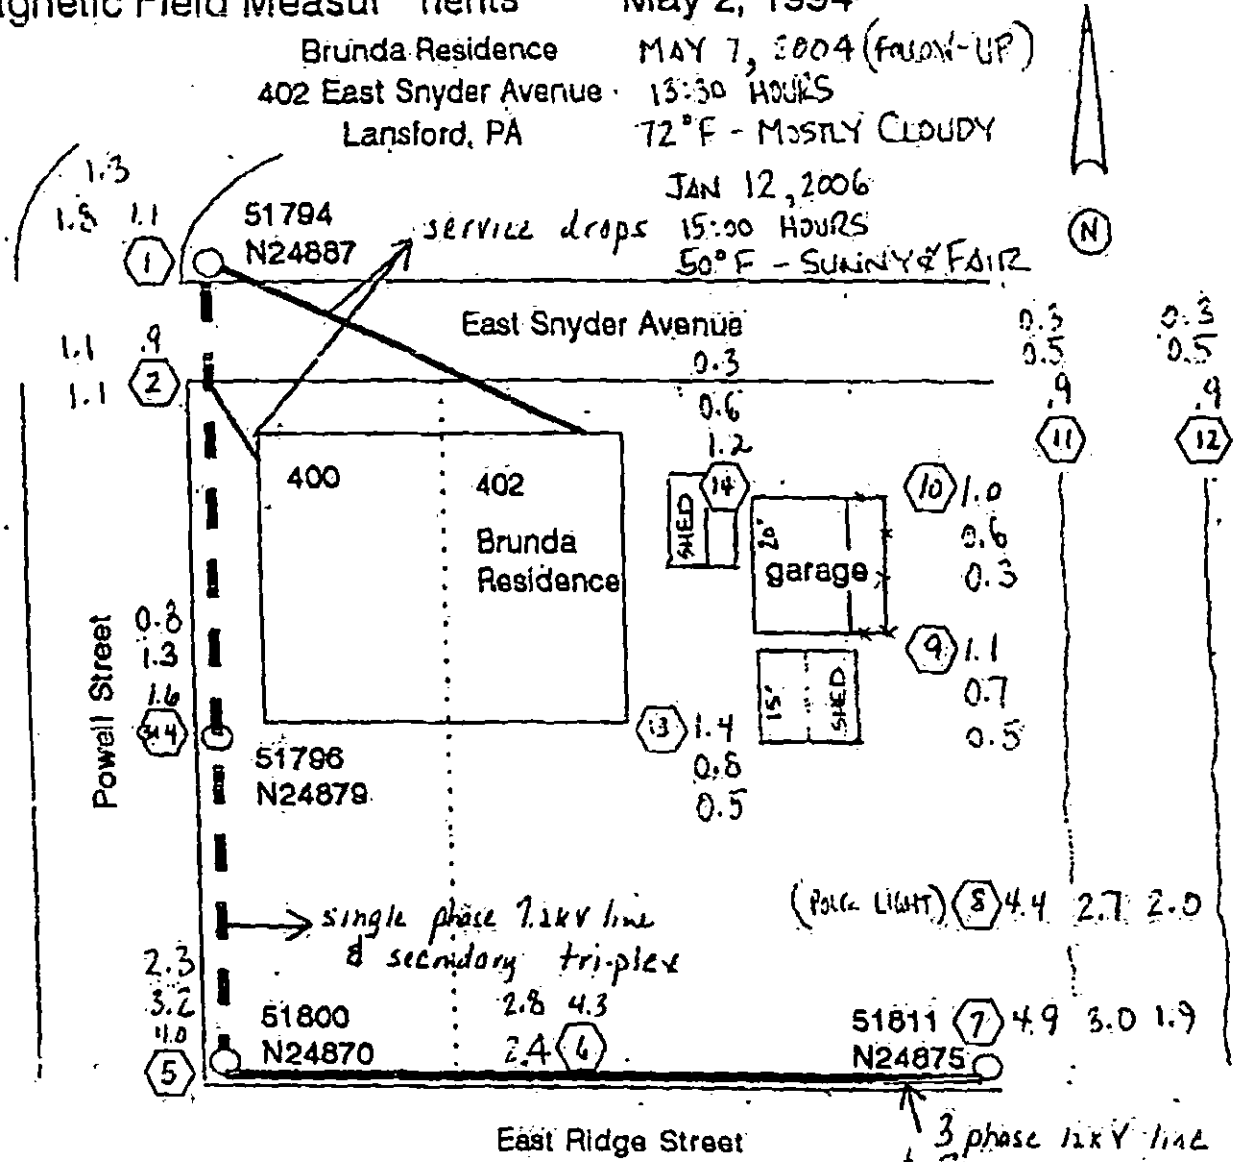 Magnetic Field Measurements May 2, 1994
Brunda Residence MAY 7, 2004 (FOLLOW-UP)
402 East Snyder Avenue 13:30 HOURS
Lansford, PA 72°F - MOSTLY CLOUDY
JAN 12, 2006
15:00 HOURS
50°F - SUNNY & FAIR
N
1.3
1.8 1.1
1
51794
N24887
service drops
East Snyder Avenue
1.1 .9
1.1 2
0.3
0.6
1.2
14
0.3
0.5
.9
11
0.3
0.5
.9
12
400
402
Brunda
Residence
SHED
20'
garage
10 1.0
0.6
0.3
9 1.1
0.7
0.5
15'
SHED
Powell Street
0.8
1.3
1.6
3&4
51796
N24879
13 1.4
0.8
0.5
(POLE LIGHT) 8 4.4 2.7 2.0
single phase 7.2kV line
& secondary tri-plex
2.3
3.2
4.0
5
51800
N24870
2.8 4.3
2.4 6
51811 7 4.9 3.0 1.9
N24875
East Ridge Street
3 phase 12kV line